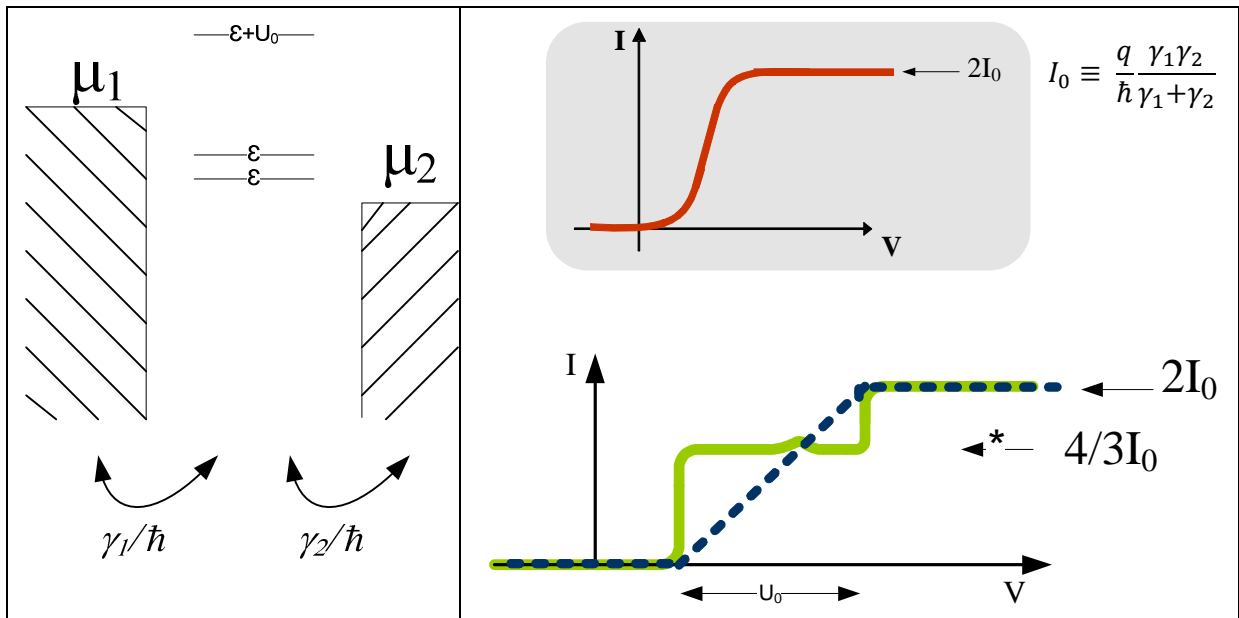 ε+U₀
μ₁
ε
ε
μ₂
γ₁/ħ
γ₂/ħ
I
2I₀
V
I₀ ≡ q/ħ γ₁γ₂/γ₁+γ₂
I
2I₀
* 4/3I₀
U₀
V